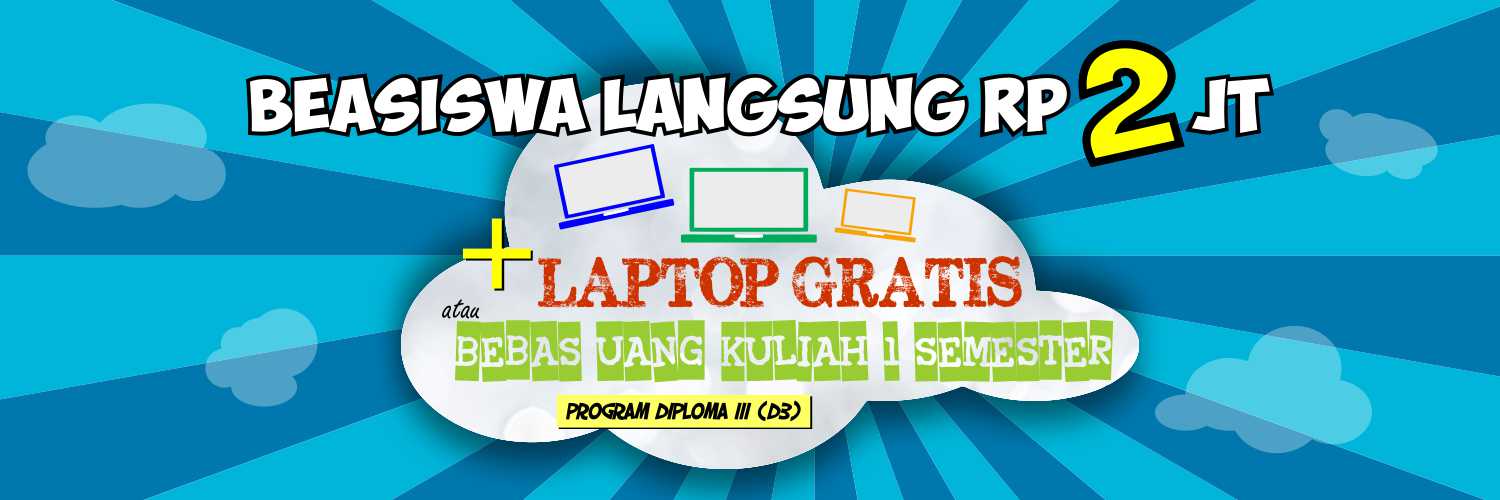 BEASISWA LANGSUNG RP 2 JT
+ LAPTOP GRATIS
atau
BEBAS UANG KULIAH 1 SEMESTER
PROGRAM DIPLOMA III (D3)